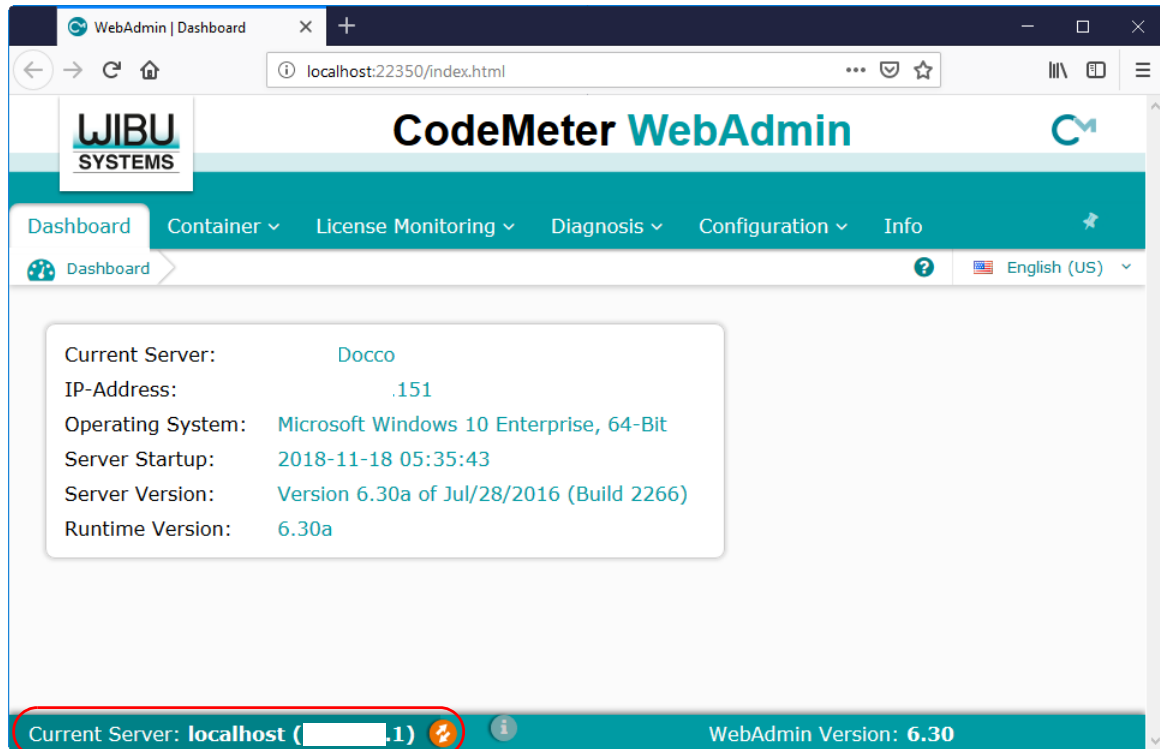 WebAdmin | Dashboard
localhost:22350/index.html
WIBU
SYSTEMS
CodeMeter WebAdmin
Dashboard Container License Monitoring Diagnosis Configuration Info
Dashboard
? English (US)
Current Server: Docco
IP-Address: .151
Operating System: Microsoft Windows 10 Enterprise, 64-Bit
Server Startup: 2018-11-18 05:35:43
Server Version: Version 6.30a of Jul/28/2016 (Build 2266)
Runtime Version: 6.30a
Current Server: localhost ( .1) i WebAdmin Version: 6.30